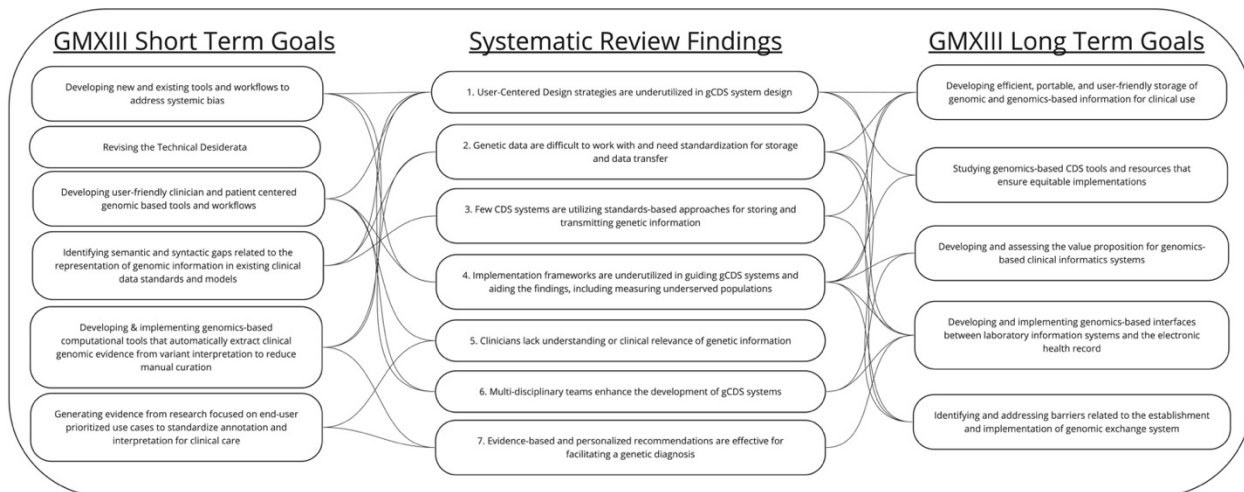 GMXIII Short Term Goals
Developing new and existing tools and workflows to
address systemic bias
Revising the Technical Desiderata
Developing user-friendly clinician and patient centered
genomic based tools and workflows
Identifying semantic and syntactic gaps related to the
representation of genomic information in existing clinical
data standards and models
Developing & implementing genomics-based
computational tools that automatically extract clinical
genomic evidence from variant interpretation to reduce
manual curation
Generating evidence from research focused on end-user
prioritized use cases to standardize annotation and
interpretation for clinical care
Systematic Review Findings
1. User-Centered Design strategies are underutilized in gCDS system design
2. Genetic data are difficult to work with and need standardization for storage
and data transfer
3. Few CDS systems are utilizing standards-based approaches for storing and
transmitting genetic information
4. Implementation frameworks are underutilized in guiding gCDS systems and
aiding the findings, including measuring underserved populations
5. Clinicians lack understanding or clinical relevance of genetic information
6. Multi-disciplinary teams enhance the development of gCDS systems
7. Evidence-based and personalized recommendations are effective for
facilitating a genetic diagnosis
GMXIII Long Term Goals
Developing efficient, portable, and user-friendly storage of
genomic and genomics-based information for clinical use
Studying genomics-based CDS tools and resources that
ensure equitable implementations
Developing and assessing the value proposition for genomics-
based clinical informatics systems
Developing and implementing genomics-based interfaces
between laboratory information systems and the electronic
health record
Identifying and addressing barriers related to the establishment
and implementation of genomic exchange system